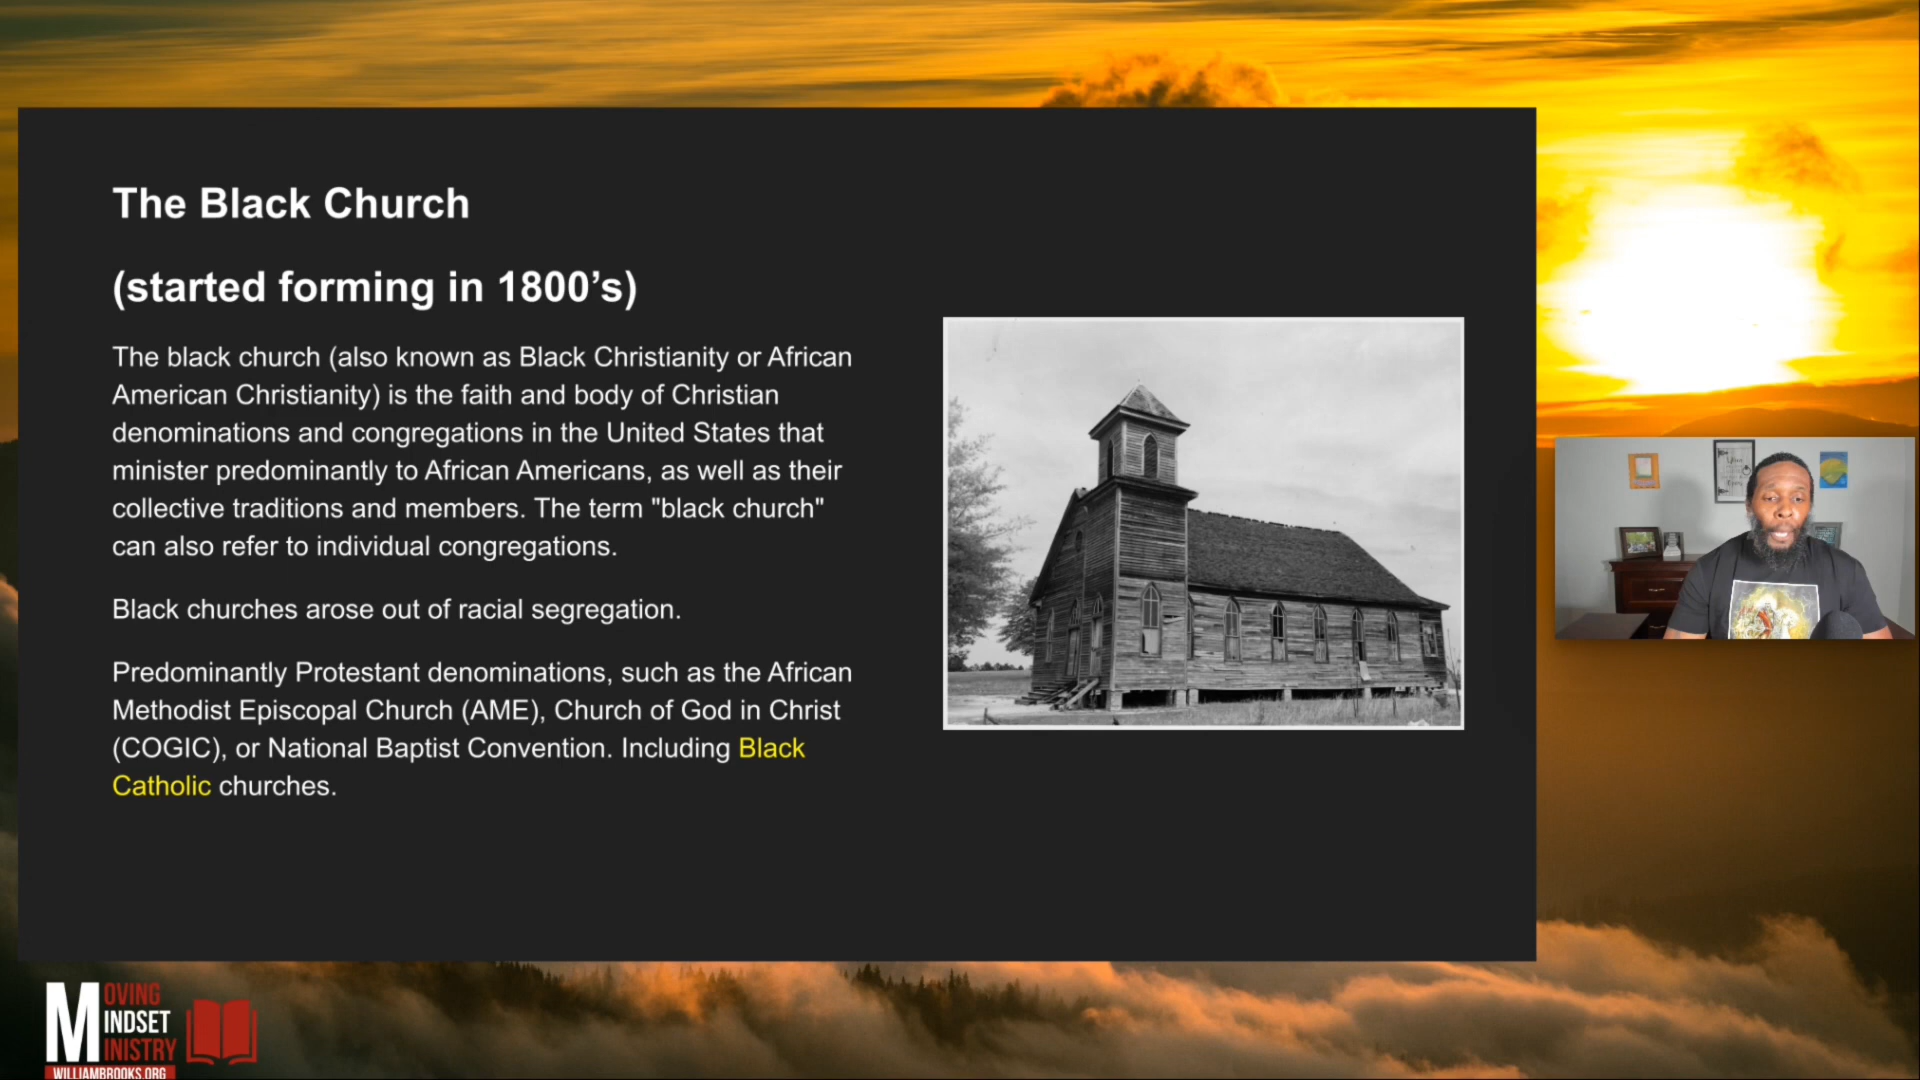 The Black Church
(started forming in 1800’s)
The black church (also known as Black Christianity or African
American Christianity) is the faith and body of Christian
denominations and congregations in the United States that
minister predominantly to African Americans, as well as their
collective traditions and members. The term "black church"
can also refer to individual congregations.
Black churches arose out of racial segregation.
Predominantly Protestant denominations, such as the African
Methodist Episcopal Church (AME), Church of God in Christ
(COGIC), or National Baptist Convention. Including Black
Catholic churches.
MOVING
MINDSET
MINISTRY
WILLIAMBROOKS.ORG